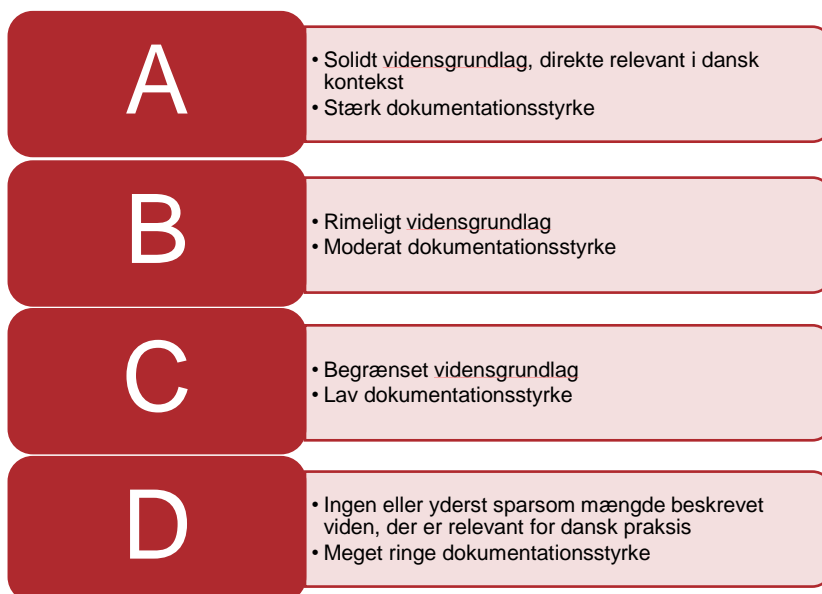 A
• Solidt vidensgrundlag, direkte relevant i dansk
kontekst
• Stærk dokumentationsstyrke
B
• Rimeligt vidensgrundlag
• Moderat dokumentationsstyrke
C
• Begrænset vidensgrundlag
• Lav dokumentationsstyrke
D
• Ingen eller yderst sparsom mængde beskrevet
viden, der er relevant for dansk praksis
• Meget ringe dokumentationsstyrke